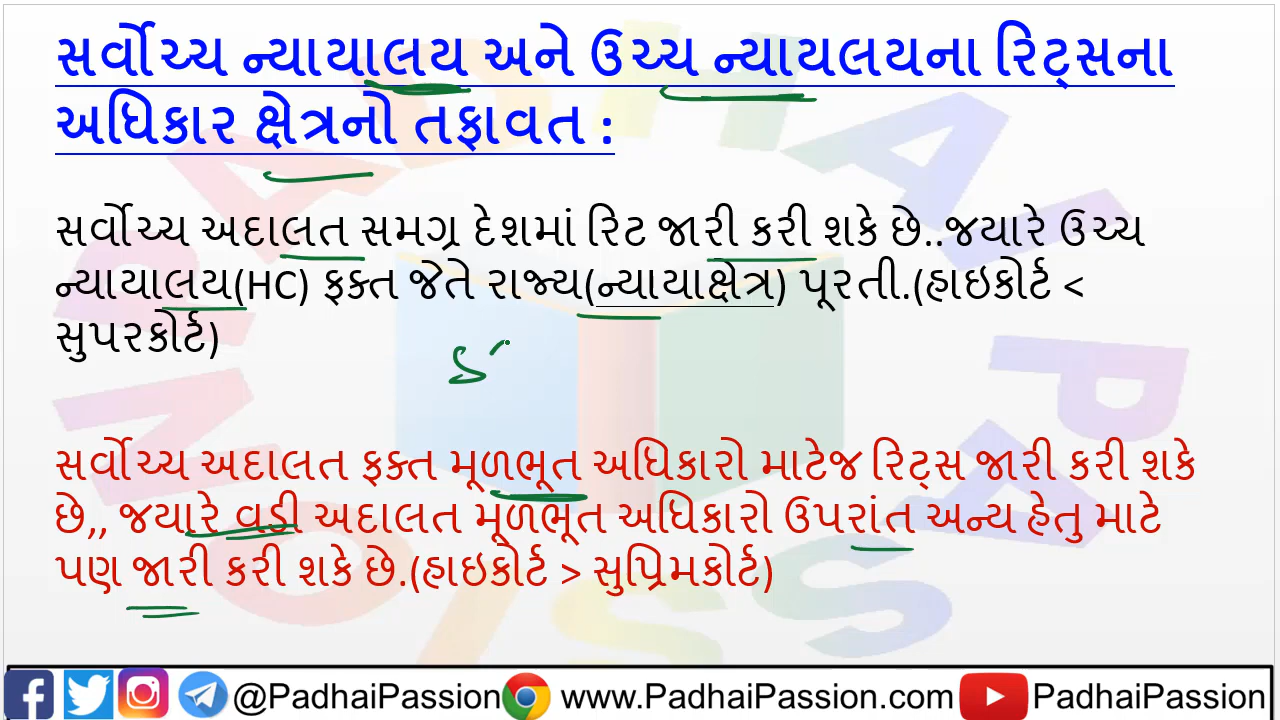 સર્વોચ્ચ ન્યાયાલય અને ઉચ્ચ ન્યાયલયના રિટ્સના
અધિકાર ક્ષેત્રનો તફાવત :
સર્વોચ્ચ અદાલત સમગ્ર દેશમાં રિટ જારી કરી શકે છે..જયારે ઉચ્ચ
ન્યાયાલય(HC) ફક્ત જેતે રાજ્ય(ન્યાયાક્ષેત્ર) પૂરતી.(હાઇકોર્ટ <
સુપરકોર્ટ)
સર્વોચ્ચ અદાલત ફક્ત મૂળભૂત અધિકારો માટેજ રિટ્સ જારી કરી શકે
છે,, જયારે વડી અદાલત મૂળભૂત અધિકારો ઉપરાંત અન્ય હેતુ માટે
પણ જારી કરી શકે છે.(હાઇકોર્ટ > સુપ્રિમકોર્ટ)
@PadhaiPassion www.PadhaiPassion.com PadhaiPassion